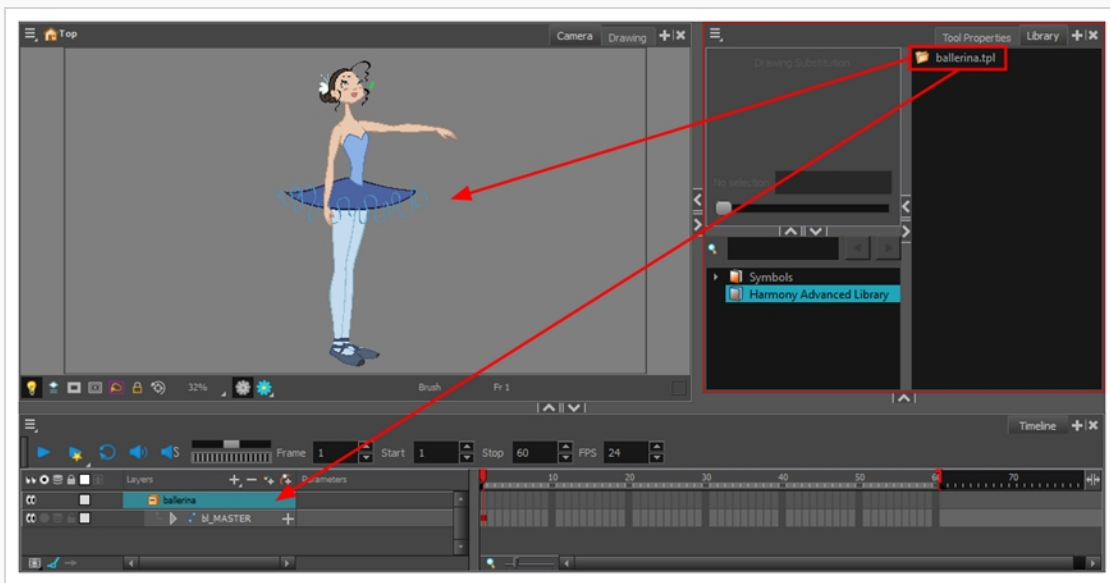 Top
Camera
Drawing
Tool Properties
Library
Drawing Substitution
ballerina.tpl
No selection
Symbols
Harmony Advanced Library
32%
Brush
Fr 1
Timeline
S
Frame 1 Start 1 Stop 60 FPS 24
Layers
Parameters
10 20 30 40 50 60 70
ballerina
bl_MASTER